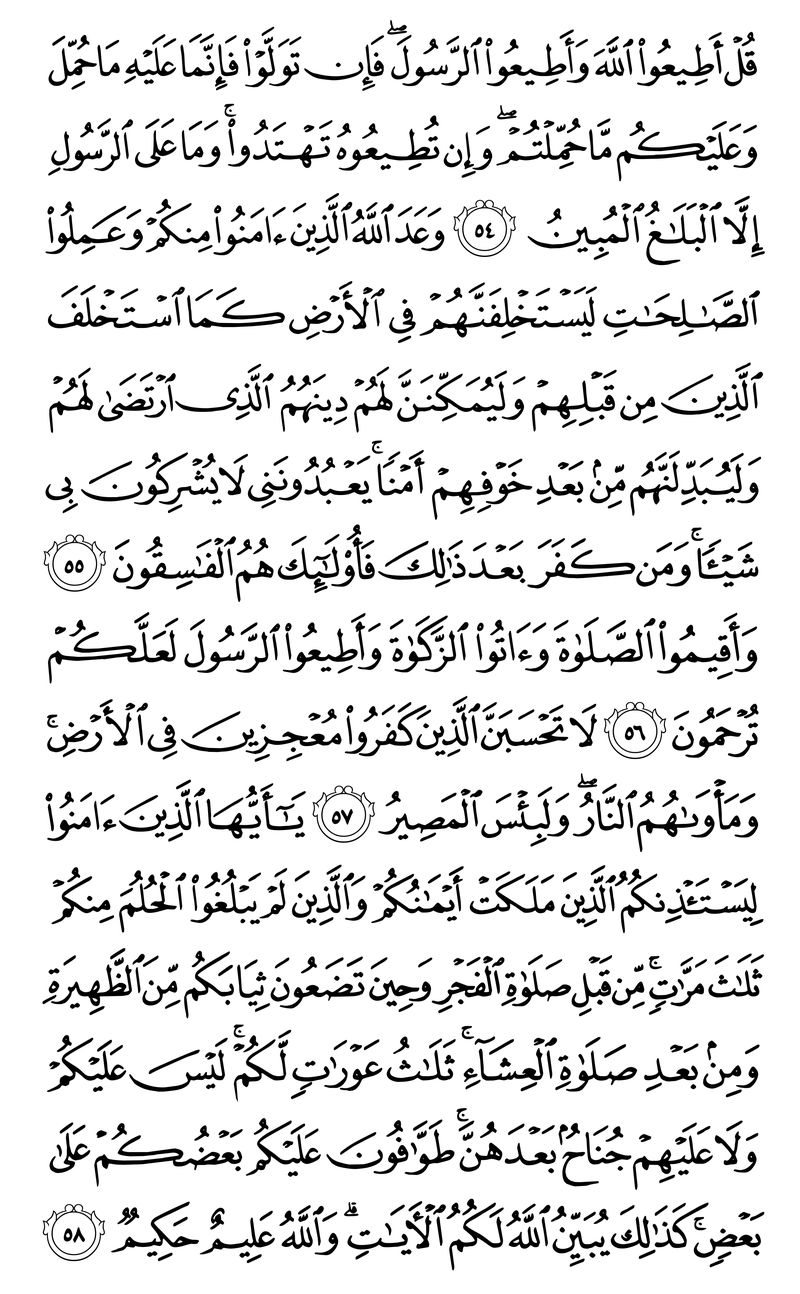 قُلْ أَطِيعُوا۟ ٱللَّهَ وَأَطِيعُوا۟ ٱلرَّسُولَ ۖ فَإِن تَوَلَّوْا۟ فَإِنَّمَا عَلَيْهِ مَا حُمِّلَ
وَعَلَيْكُم مَّا حُمِّلْتُمْ ۖ وَإِن تُطِيعُوهُ تَهْتَدُوا۟ ۚ وَمَا عَلَى ٱلرَّسُولِ
إِلَّا ٱلْبَلَـٰغُ ٱلْمُبِينُ ٥٤ وَعَدَ ٱللَّهُ ٱلَّذِينَ ءَامَنُوا۟ مِنكُمْ وَعَمِلُوا۟
ٱلصَّـٰلِحَـٰتِ لَيَسْتَخْلِفَنَّهُمْ فِى ٱلْأَرْضِ كَمَا ٱسْتَخْلَفَ
ٱلَّذِينَ مِن قَبْلِهِمْ وَلَيُمَكِّنَنَّ لَهُمْ دِينَهُمُ ٱلَّذِى ٱرْتَضَىٰ لَهُمْ
وَلَيُبَدِّلَنَّهُم مِّنۢ بَعْدِ خَوْفِهِمْ أَمْنًا ۚ يَعْبُدُونَنِى لَا يُشْرِكُونَ بِى
شَيْـًٔا ۚ وَمَن كَفَرَ بَعْدَ ذَٰلِكَ فَأُو۟لَـٰٓئِكَ هُمُ ٱلْفَـٰسِقُونَ ٥٥
وَأَقِيمُوا۟ ٱلصَّلَوٰةَ وَءَاتُوا۟ ٱلزَّكَوٰةَ وَأَطِيعُوا۟ ٱلرَّسُولَ لَعَلَّكُمْ
تُرْحَمُونَ ٥٦ لَا تَحْسَبَنَّ ٱلَّذِينَ كَفَرُوا۟ مُعْجِزِينَ فِى ٱلْأَرْضِ ۚ
وَمَأْوَىٰهُمُ ٱلنَّارُ ۖ وَلَبِئْسَ ٱلْمَصِيرُ ٥٧ يَـٰٓأَيُّهَا ٱلَّذِينَ ءَامَنُوا۟
لِيَسْتَـْٔذِنكُمُ ٱلَّذِينَ مَلَكَتْ أَيْمَـٰنُكُمْ وَٱلَّذِينَ لَمْ يَبْلُغُوا۟ ٱلْحُلُمَ مِنكُمْ
ثَلَـٰثَ مَرَّٰتٍ ۚ مِّن قَبْلِ صَلَوٰةِ ٱلْفَجْرِ وَحِينَ تَضَعُونَ ثِيَابَكُم مِّنَ ٱلظَّهِيرَةِ
وَمِنۢ بَعْدِ صَلَوٰةِ ٱلْعِشَآءِ ۚ ثَلَـٰثُ عَوْرَٰتٍ لَّكُمْ ۚ لَيْسَ عَلَيْكُمْ
وَلَا عَلَيْهِمْ جُنَاحٌۢ بَعْدَهُنَّ ۚ طَوَّٰفُونَ عَلَيْكُم بَعْضُكُمْ عَلَىٰ
بَعْضٍ ۚ كَذَٰلِكَ يُبَيِّنُ ٱللَّهُ لَكُمُ ٱلْـَٔايَـٰتِ ۗ وَٱللَّهُ عَلِيمٌ حَكِيمٌ ٥٨